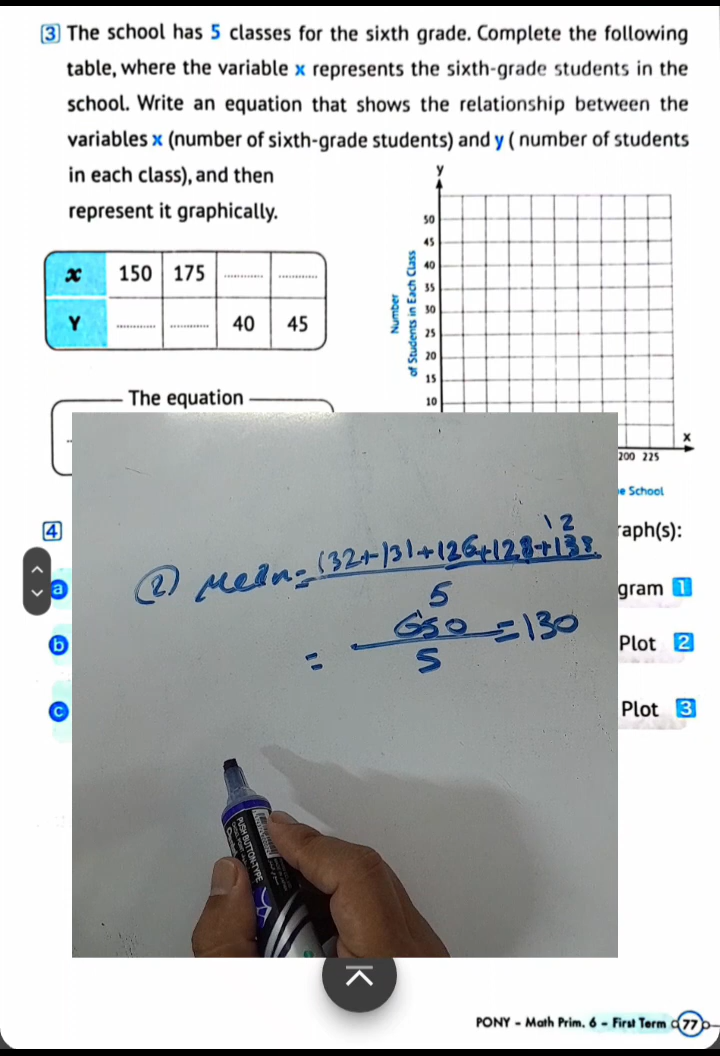 3 The school has 5 classes for the sixth grade. Complete the following
table, where the variable x represents the sixth-grade students in the
school. Write an equation that shows the relationship between the
variables x (number of sixth-grade students) and y ( number of students
in each class), and then
represent it graphically.
x 150 175 ............ ............
Y ............ ............ 40 45
The equation
y
50
45
40
35
30
25
20
15
10
Number
of Students in Each Class
200 225
x
School
4
raph(s):
a
gram 1
b
Plot 2
c
Plot 3
12
(2) Mean = 132+131+126+128+133
5
= 650 = 130
5
PUSH BUTTON-TYPE
PONY - Math Prim. 6 - First Term 77